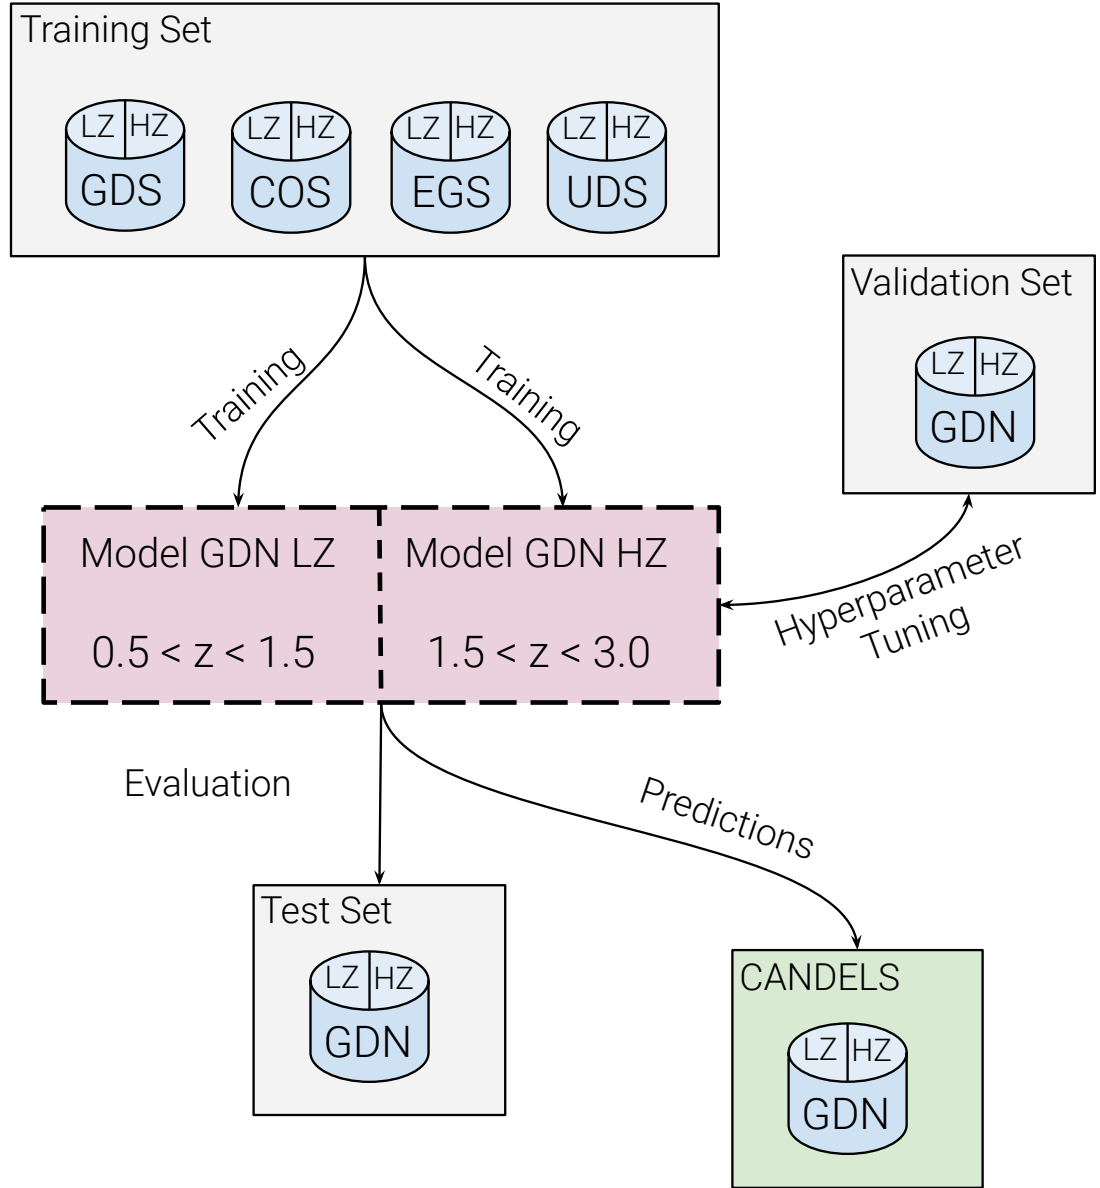 Training Set
LZ HZ LZ HZ LZ HZ LZ HZ
GDS COS EGS UDS
Validation Set
LZ HZ
GDN
Training
Training
Model GDN LZ
0.5 < z < 1.5
Model GDN HZ
1.5 < z < 3.0
Hyperparameter
Tuning
Evaluation
Predictions
Test Set
LZ HZ
GDN
CANDELS
LZ HZ
GDN